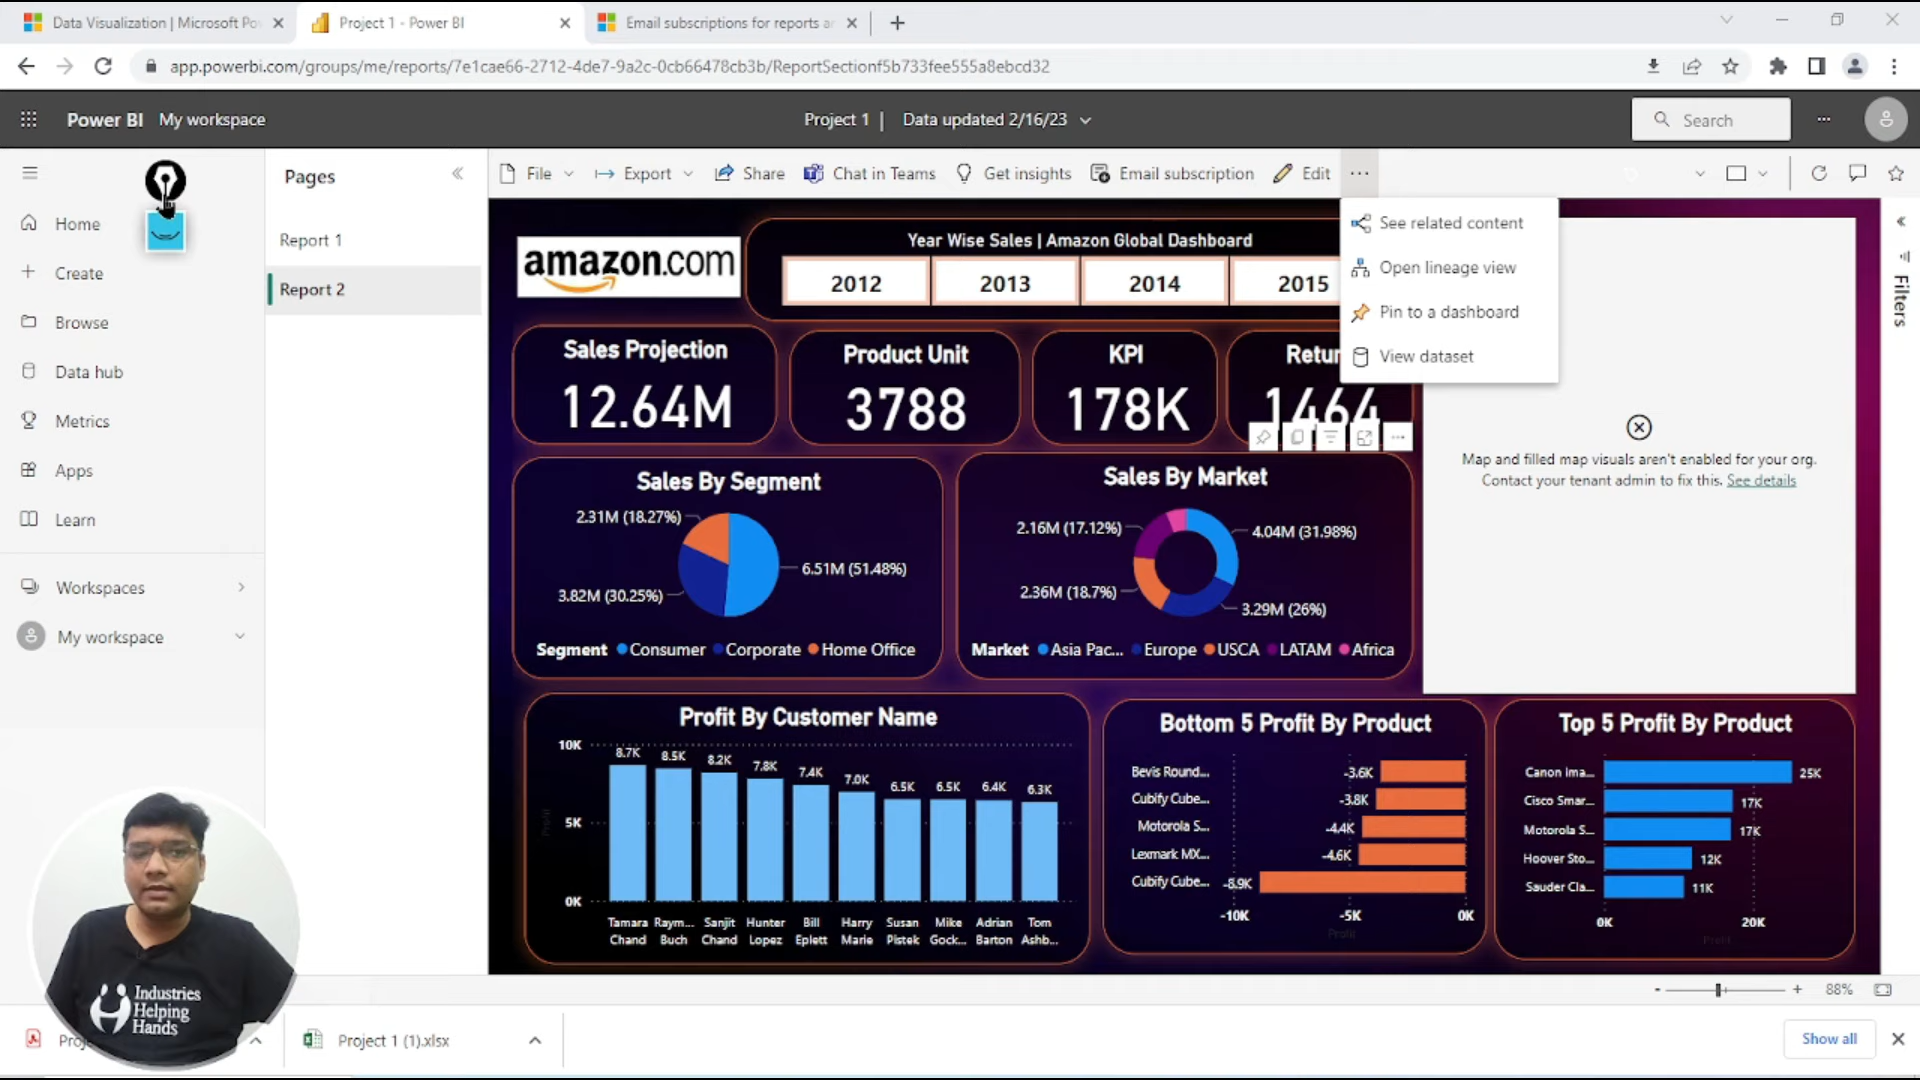 Data Visualization | Microsoft Po
Project 1 - Power BI
Email subscriptions for reports ar
app.powerbi.com/groups/me/reports/7e1cae66-2712-4de7-9a2c-0cb66478cb3b/ReportSectionf5b733fee555a8ebcd32
Power BI My workspace
Project 1 | Data updated 2/16/23
Search
Pages
File
Export
Share
Chat in Teams
Get insights
Email subscription
Edit
Home
Create
Browse
Data hub
Metrics
Apps
Learn
Workspaces
My workspace
Report 1
Report 2
See related content
Open lineage view
Pin to a dashboard
View dataset
Filters
amazon.com
Year Wise Sales | Amazon Global Dashboard
2012 2013 2014 2015
Sales Projection
12.64M
Product Unit
3788
KPI
178K
Retur
1464
Map and filled map visuals aren't enabled for your org.
Contact your tenant admin to fix this. See details
Sales By Segment
2.31M (18.27%)
6.51M (51.48%)
3.82M (30.25%)
Segment Consumer Corporate Home Office
Sales By Market
2.16M (17.12%)
4.04M (31.98%)
2.36M (18.7%)
3.29M (26%)
Market Asia Pac... Europe USCA LATAM Africa
Profit By Customer Name
10K
5K
0K
Profit
8.7K 8.5K 8.2K 7.8K 7.4K 7.0K 6.5K 6.5K 6.4K 6.3K
Tamara Raym... Sanjit Hunter Bill Harry Susan Mike Adrian Tom
Chand Buch Chand Lopez Eplett Marie Pistek Gock... Barton Ashb...
Bottom 5 Profit By Product
Bevis Round... -3.6K
Cubify Cube... -3.8K
Motorola S... -4.4K
Lexmark MX... -4.6K
Cubify Cube... -8.9K
-10K -5K 0K
Profit
Top 5 Profit By Product
Canon Ima... 25K
Cisco Smar... 17K
Motorola S... 17K
Hoover Sto... 12K
Sauder Cla... 11K
0K 20K
Profit
- + 88%
Industries
Helping
Hands
Proj
Project 1 (1).xlsx
Show all